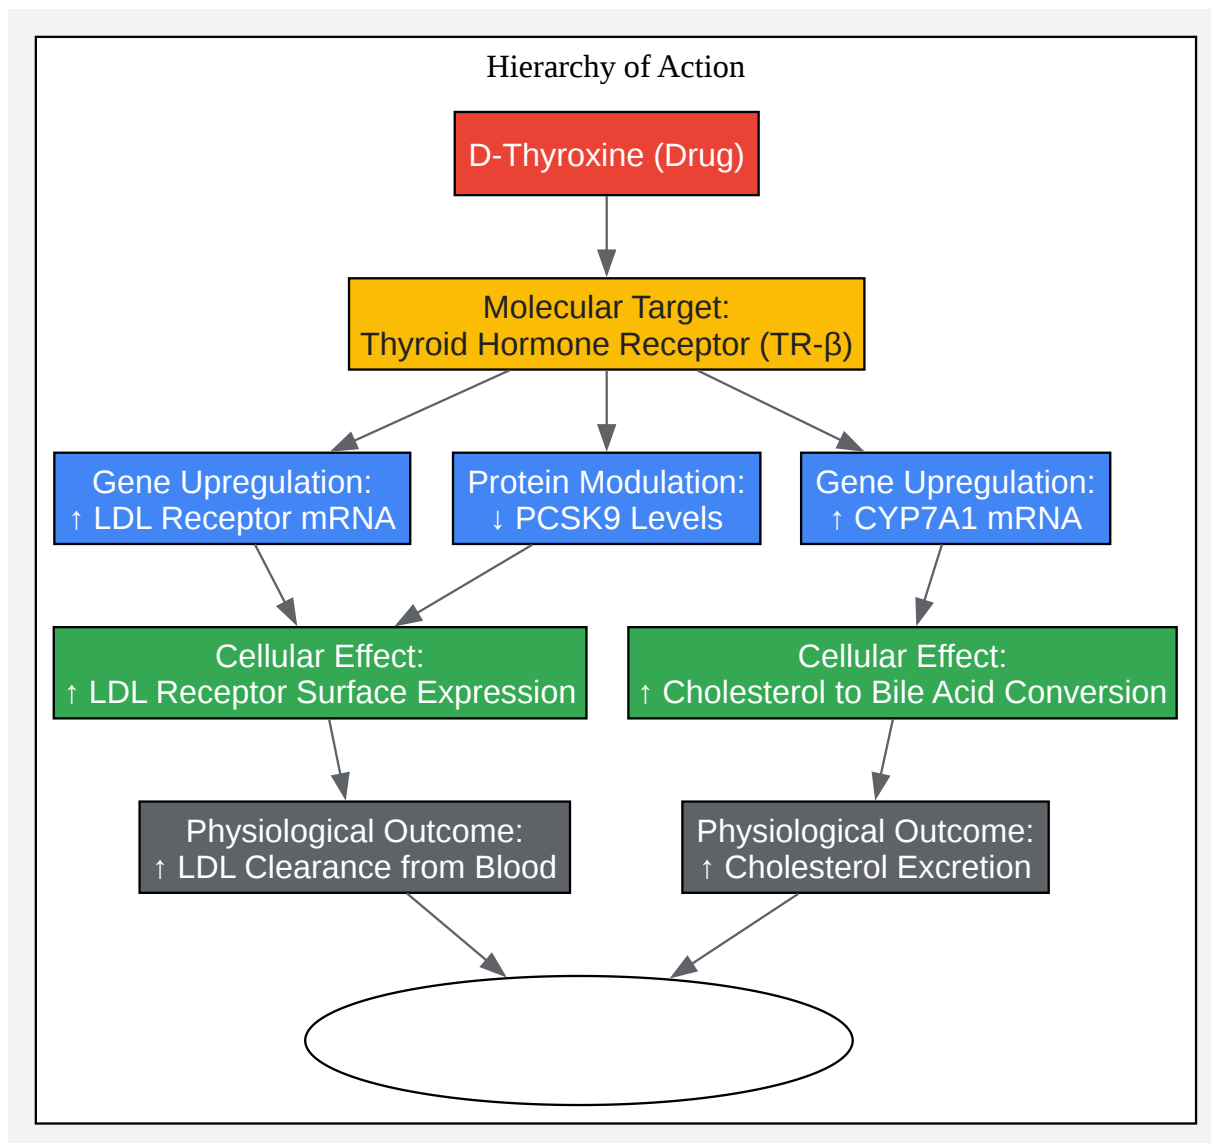 Hierarchy of Action
D-Thyroxine (Drug)
Molecular Target:
Thyroid Hormone Receptor (TR-β)
Gene Upregulation:
↑ LDL Receptor mRNA
Protein Modulation:
↓ PCSK9 Levels
Gene Upregulation:
↑ CYP7A1 mRNA
Cellular Effect:
↑ LDL Receptor Surface Expression
Cellular Effect:
↑ Cholesterol to Bile Acid Conversion
Physiological Outcome:
↑ LDL Clearance from Blood
Physiological Outcome:
↑ Cholesterol Excretion